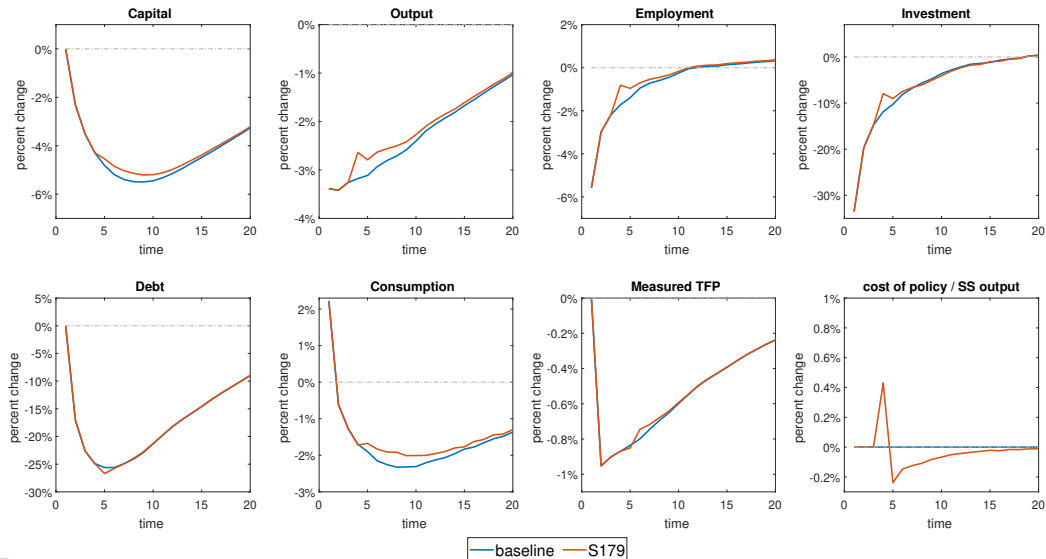 Capital
0%
-2%
-4%
-6%
percent change
0 5 10 15 20
time
Output
0%
-1%
-2%
-3%
-4%
percent change
0 5 10 15 20
time
Employment
2%
0%
-2%
-4%
-6%
percent change
0 5 10 15 20
time
Investment
0%
-10%
-20%
-30%
percent change
0 5 10 15 20
time
Debt
5%
0%
-5%
-10%
-15%
-20%
-25%
-30%
percent change
0 5 10 15 20
time
Consumption
2%
1%
0%
-1%
-2%
-3%
percent change
0 5 10 15 20
time
Measured TFP
0%
-0.2%
-0.4%
-0.6%
-0.8%
-1%
percent change
0 5 10 15 20
time
cost of policy / SS output
1%
0.8%
0.6%
0.4%
0.2%
0%
-0.2%
percent change
0 5 10 15 20
time
baseline S179